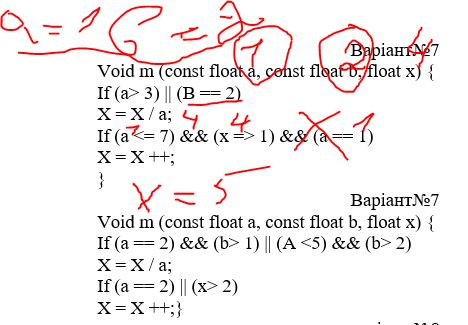 a = 1 6 = 2
1 2 4
Варіант№7
Void m (const float a, const float b, float x) {
If (a> 3) || (B == 2)
X = X / a; 4 4
If (a <= 7) && (x => 1) && (a == 1)
X = X ++;
}
x = 5
Варіант№7
Void m (const float a, const float b, float x) {
If (a == 2) && (b> 1) || (A <5) && (b> 2)
X = X / a;
If (a == 2) || (x> 2)
X = X ++;}